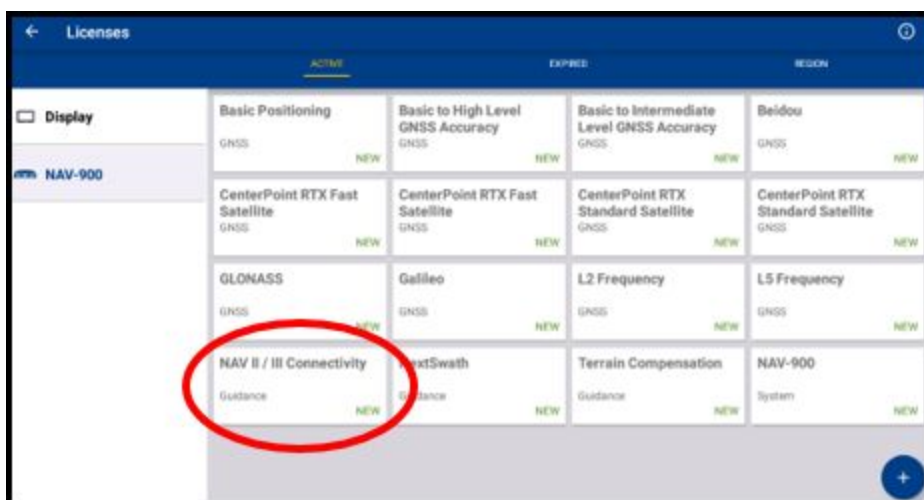 Licenses
ACTIVE EXPIRED REGION
Display
NAV-900
Basic Positioning
GNSS
NEW
Basic to High Level
GNSS Accuracy
GNSS
NEW
Basic to Intermediate
Level GNSS Accuracy
GNSS
NEW
Beidou
GNSS
NEW
CenterPoint RTX Fast
Satellite
GNSS
NEW
CenterPoint RTX Fast
Satellite
GNSS
NEW
CenterPoint RTX
Standard Satellite
GNSS
NEW
CenterPoint RTX
Standard Satellite
GNSS
NEW
GLONASS
GNSS
NEW
Galileo
GNSS
NEW
L2 Frequency
GNSS
NEW
L5 Frequency
GNSS
NEW
NAV II / III Connectivity
Guidance
NEW
NextSwath
Guidance
NEW
Terrain Compensation
Guidance
NEW
NAV-900
System
NEW